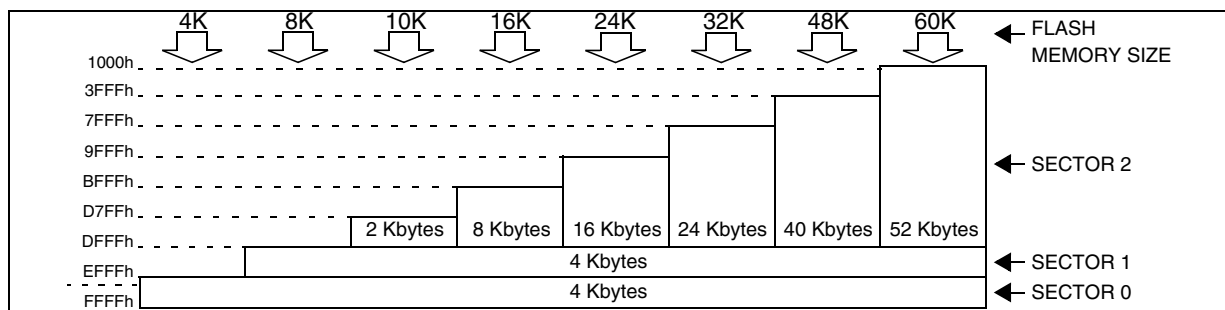 4K 8K 10K 16K 24K 32K 48K 60K
FLASH
MEMORY SIZE
1000h
3FFFh
7FFFh
9FFFh
SECTOR 2
BFFFh
D7FFh
2 Kbytes 8 Kbytes 16 Kbytes 24 Kbytes 40 Kbytes 52 Kbytes
DFFFh
4 Kbytes
SECTOR 1
EFFFh
4 Kbytes
SECTOR 0
FFFFh